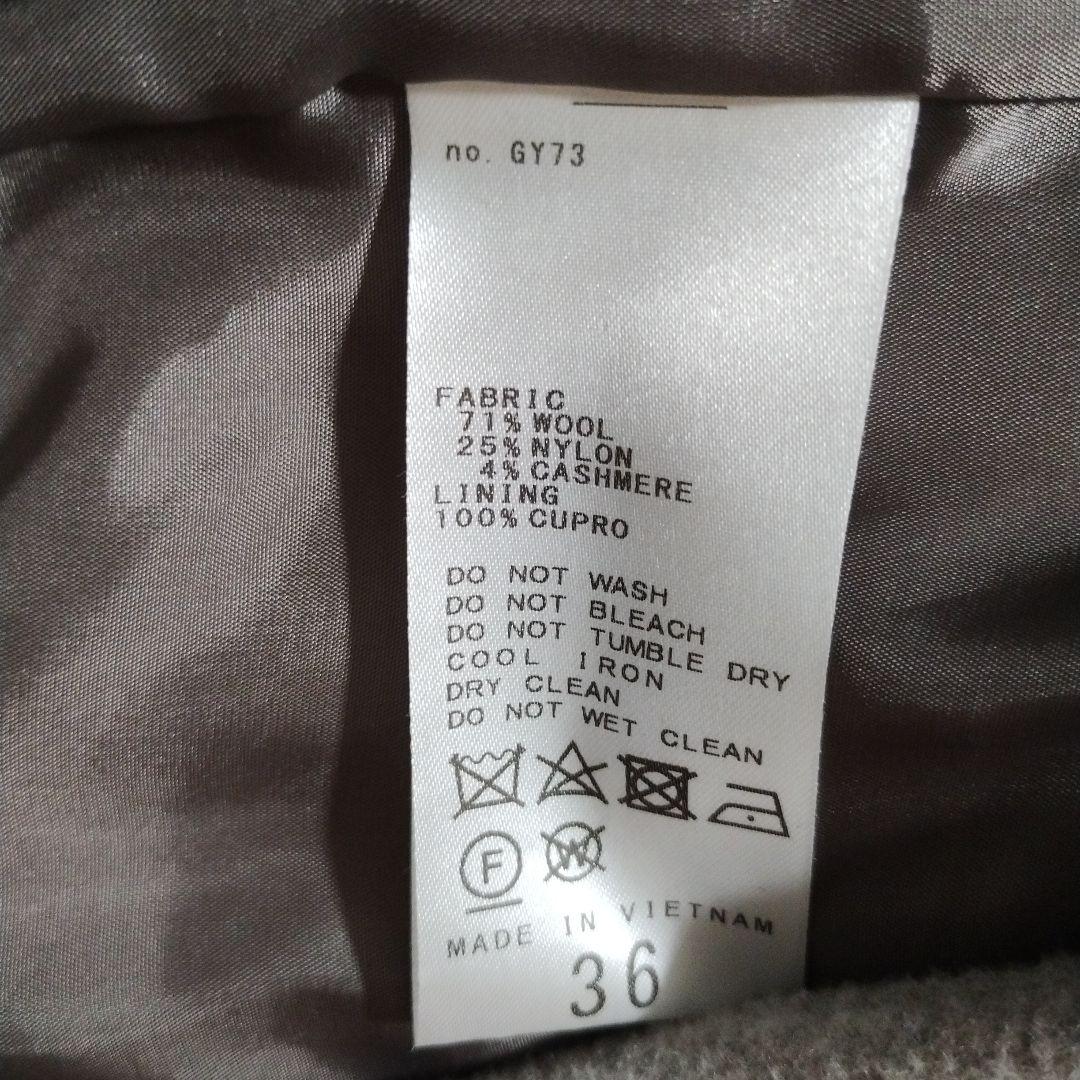 no. GY73
FABRIC
71% WOOL
25% NYLON
4% CASHMERE
LINING
100% CUPRO
DO NOT WASH
DO NOT BLEACH
DO NOT TUMBLE DRY
COOL IRON
DRY CLEAN
DO NOT WET CLEAN
F W
MADE IN VIETNAM
36